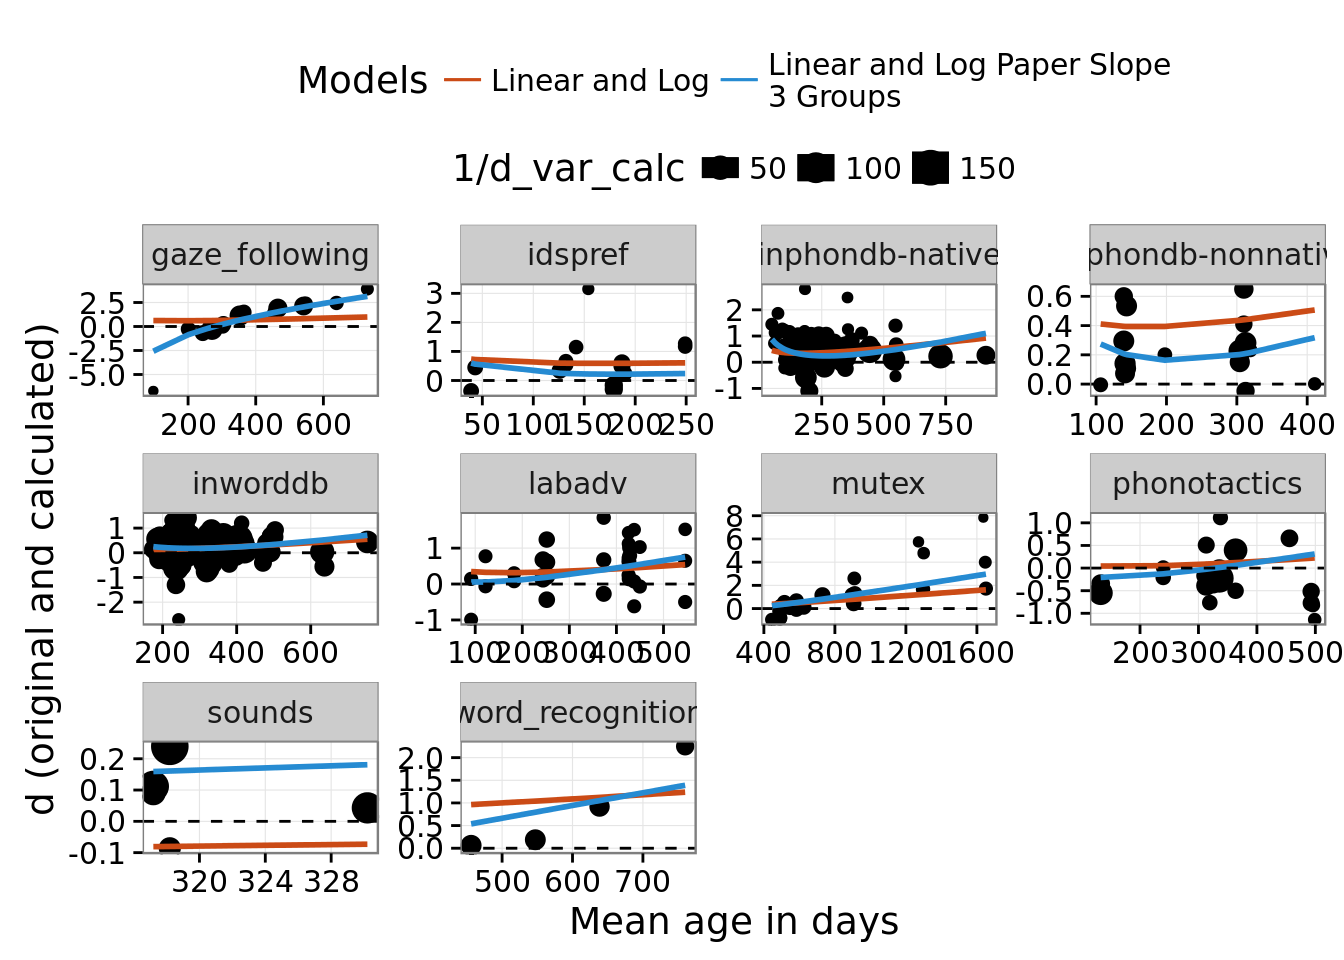 Models Linear and Log Linear and Log Paper Slope
3 Groups
1/d_var_calc 50 100 150
gaze_following idspref inphondb-native phondb-nonnativ
2.5
0.0
-2.5
-5.0
200 400 600
3
2
1
0
50 100 150 200 250
2
1
0
-1
250 500 750
0.6
0.4
0.2
0.0
100 200 300 400
inworddb labadv mutex phonotactics
1
0
-1
-2
200 400 600
1
0
-1
100 200 300 400 500
8
6
4
2
0
400 800 1200 1600
1.0
0.5
0.0
-0.5
-1.0
200 300 400 500
sounds word_recognition
0.2
0.1
0.0
-0.1
320 324 328
2.0
1.5
1.0
0.5
0.0
500 600 700
Mean age in days
d (original and calculated)